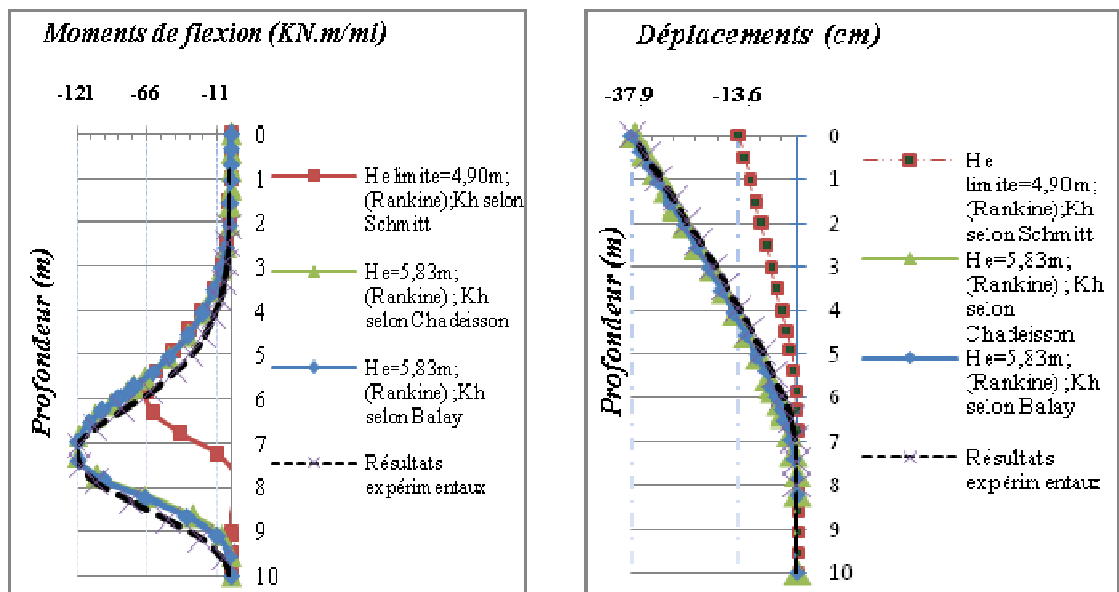 Moments de flexion (KN.m/ml)
-121 -66 -11
0
1
2
3
4
5
6
7
8
9
10
Profondeur (m)
He limite=4,90m;
(Rankine);Kh selon
Schmitt
He=5,83m;
(Rankine) ; Kh
selon Chadeisson
He=5,83m;
(Rankine) ; Kh
selon Balay
Résultats
expérimentaux
Déplacements (cm)
-37,9 -13,6
0
1
2
3
4
5
6
7
8
9
10
Profondeur (m)
He
limite=4,90m;
(Rankine);Kh
selon Schmitt
He=5,83m;
(Rankine) ; Kh
selon
Chadeisson
He=5,83m;
(Rankine) ; Kh
selon Balay
Résultats
expérimentaux